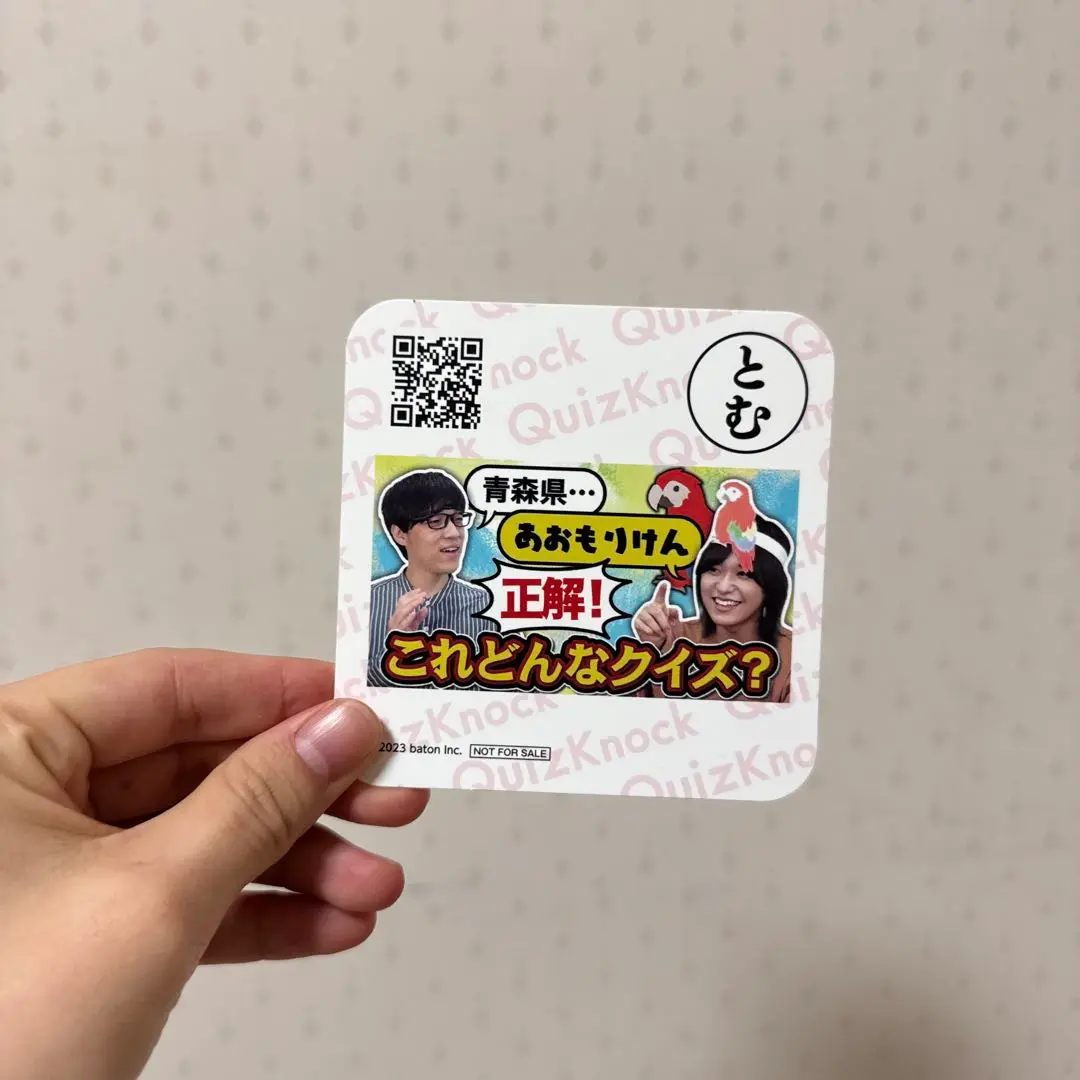 QuizKnock
とむ
青森県…
あおもりけん
正解!
これどんなクイズ?
2023 baton Inc. NOT FOR SALE